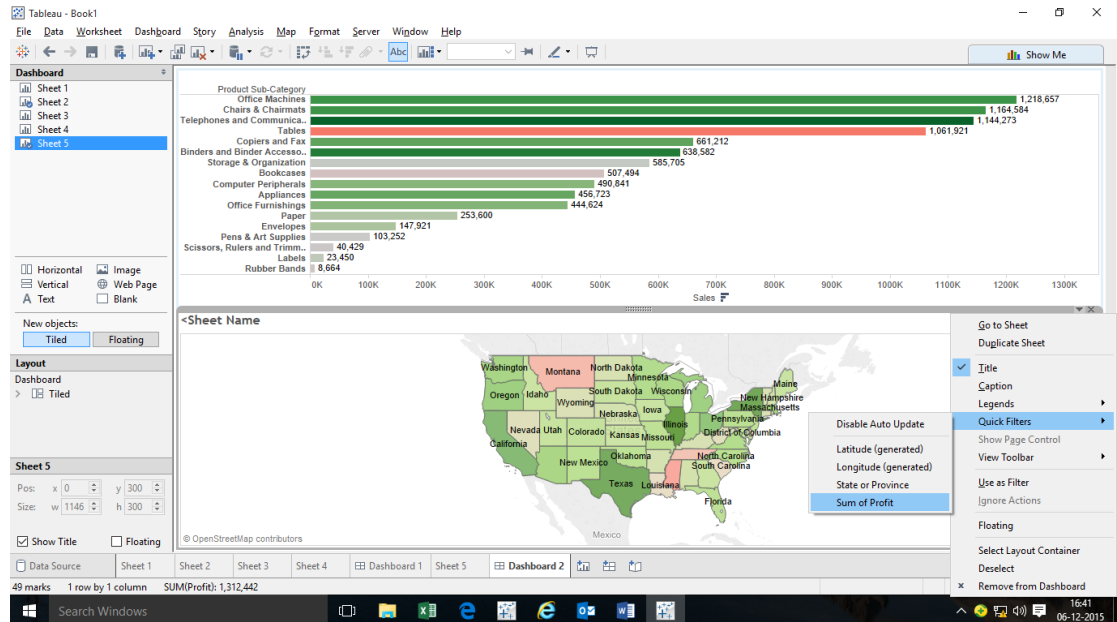 Tableau - Book1
File Data Worksheet Dashboard Story Analysis Map Format Server Window Help
Abc
Show Me
Dashboard
Sheet 1
Sheet 2
Sheet 3
Sheet 4
Sheet 5
Horizontal Image
Vertical Web Page
A Text Blank
New objects:
Tiled Floating
Layout
Dashboard
Tiled
Sheet 5
Pos: x 0 y 300
Size: w 1146 h 300
Show Title Floating
Product Sub-Category
Office Machines 1,218,657
Chairs & Chairmats 1,164,584
Telephones and Communica.. 1,144,273
Tables 1,061,921
Copiers and Fax 661,212
Binders and Binder Accesso.. 638,582
Storage & Organization 585,705
Bookcases 507,494
Computer Peripherals 490,841
Appliances 456,723
Office Furnishings 444,624
Paper 253,600
Envelopes 147,921
Pens & Art Supplies 103,252
Scissors, Rulers and Trimm.. 40,429
Labels 23,450
Rubber Bands 8,664
0K 100K 200K 300K 400K 500K 600K 700K 800K 900K 1000K 1100K 1200K 1300K
Sales
<Sheet Name
Washington Montana North Dakota Minnesota Maine
Oregon Idaho Wyoming South Dakota Wisconsin New Hampshire
Massachusetts
Nebraska Iowa Illinois Pennsylvania
Nevada Utah Colorado Kansas Missouri District of Columbia
California
New Mexico Oklahoma North Carolina
South Carolina
Texas Louisiana
Florida
Mexico
© OpenStreetMap contributors
Go to Sheet
Duplicate Sheet
Title
Caption
Legends
Quick Filters
Show Page Control
View Toolbar
Use as Filter
Ignore Actions
Floating
Select Layout Container
Deselect
Remove from Dashboard
Disable Auto Update
Latitude (generated)
Longitude (generated)
State or Province
Sum of Profit
Data Source Sheet 1 Sheet 2 Sheet 3 Sheet 4 Dashboard 1 Sheet 5 Dashboard 2
49 marks 1 row by 1 column SUM(Profit): 1,312,442
Search Windows
16:41
06-12-2015